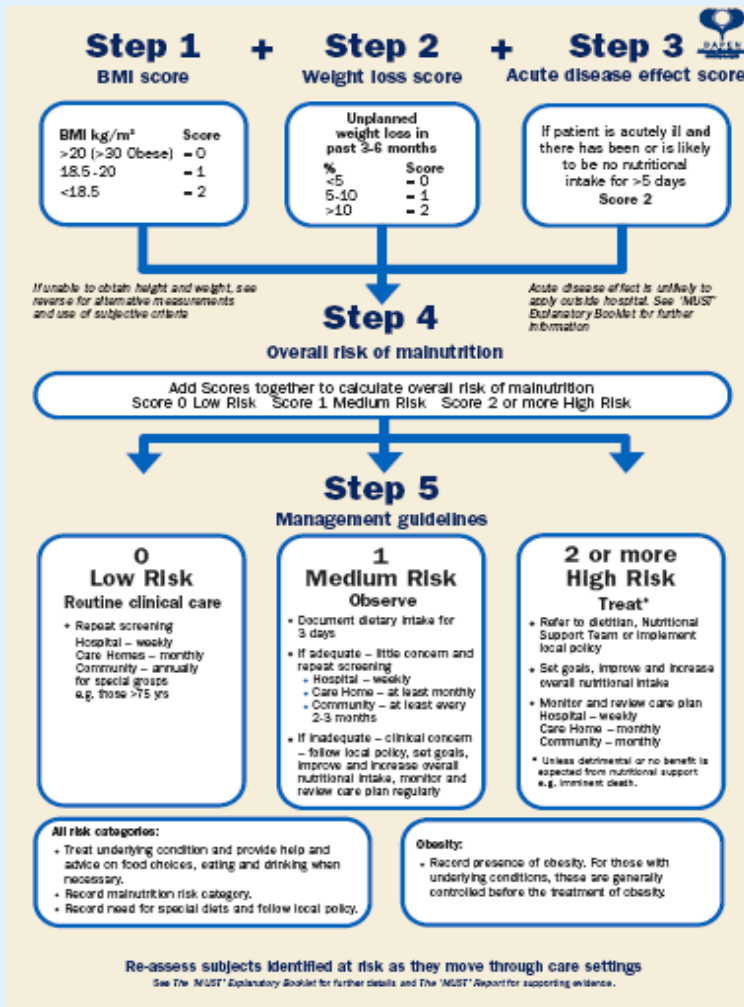 BAPEN
Step 1 + Step 2 + Step 3
BMI score
Weight loss score
Acute disease effect score
BMI kg/m² Score
>20 (>30 Obese) = 0
18.5-20 = 1
<18.5 = 2
Unplanned
weight loss in
past 3-6 months
% Score
<5 = 0
5-10 = 1
>10 = 2
If patient is acutely ill and
there has been or is likely
to be no nutritional
intake for >5 days
Score 2
If unable to obtain height and weight, see
reverse for alternative measurements
and use of subjective criteria
Acute disease effect is unlikely to
apply outside hospital. See 'MUST'
Explanatory Booklet for further
information
Step 4
Overall risk of malnutrition
Add Scores together to calculate overall risk of malnutrition
Score 0 Low Risk Score 1 Medium Risk Score 2 or more High Risk
Step 5
Management guidelines
0
Low Risk
Routine clinical care
• Repeat screening
Hospital – weekly
Care Homes – monthly
Community – annually
for special groups
e.g. those >75 yrs
1
Medium Risk
Observe
• Document dietary intake for
3 days
• If adequate – little concern and
repeat screening
• Hospital – weekly
• Care Home – at least monthly
• Community – at least every
2-3 months
• If inadequate – clinical concern
– follow local policy, set goals,
improve and increase overall
nutritional intake, monitor and
review care plan regularly
2 or more
High Risk
Treat*
• Refer to dietitian, Nutritional
Support Team or implement
local policy
• Set goals, improve and increase
overall nutritional intake
• Monitor and review care plan
Hospital – weekly
Care Home – monthly
Community – monthly
* Unless detrimental or no benefit is
expected from nutritional support
e.g. imminent death.
All risk categories:
• Treat underlying condition and provide help and
advice on food choices, eating and drinking when
necessary.
• Record malnutrition risk category.
• Record need for special diets and follow local policy.
Obesity:
• Record presence of obesity. For those with
underlying conditions, these are generally
controlled before the treatment of obesity.
Re-assess subjects identified at risk as they move through care settings
See The 'MUST' Explanatory Booklet for further details and The 'MUST' Report for supporting evidence.